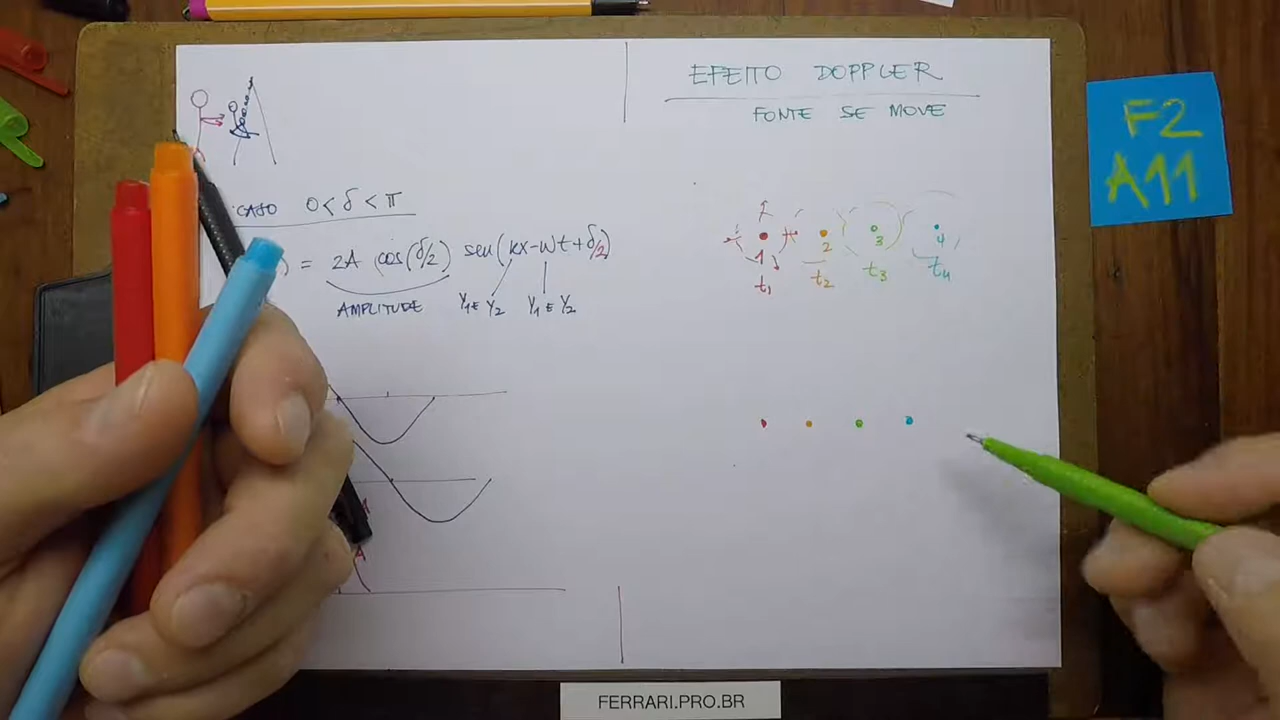 CASO 0 < δ < π
= 2A cos(δ/2) sen(kx-ωt+δ/2)
AMPLITUDE y₁ E y₂ y₁ E y₂
A
EFEITO DOPPLER
FONTE SE MOVE
1 2 3 4
t₁ t₂ t₃ t₄
F2
A11
FERRARI.PRO.BR